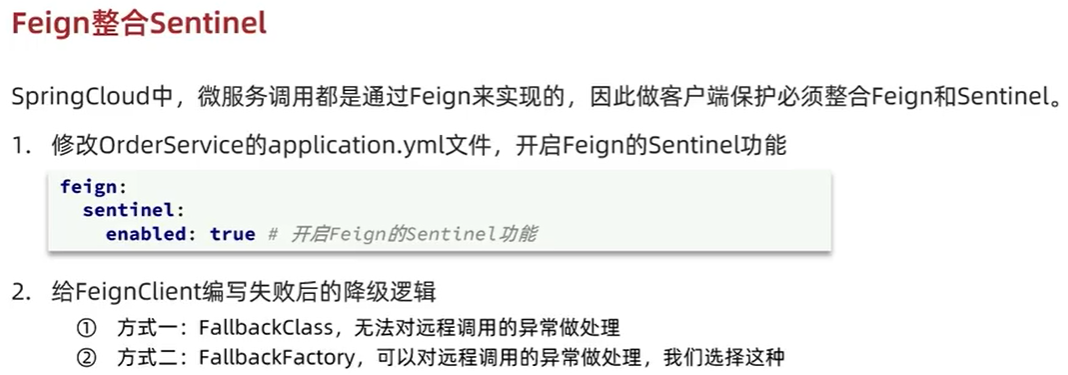 Feign整合Sentinel
SpringCloud中，微服务调用都是通过Feign来实现的，因此做客户端保护必须整合Feign和Sentinel。
1. 修改OrderService的application.yml文件，开启Feign的Sentinel功能
feign:
  sentinel:
    enabled: true # 开启Feign的Sentinel功能
2. 给FeignClient编写失败后的降级逻辑
① 方式一：FallbackClass，无法对远程调用的异常做处理
② 方式二：FallbackFactory，可以对远程调用的异常做处理，我们选择这种